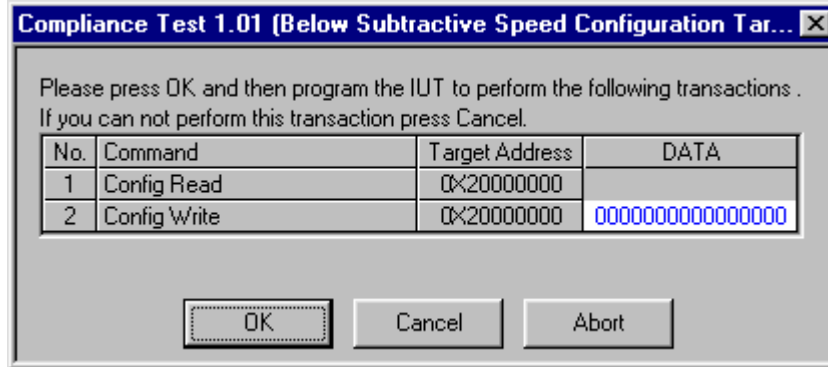 Compliance Test 1.01 (Below Subtractive Speed Configuration Tar...
Please press OK and then program the IUT to perform the following transactions .
If you can not perform this transaction press Cancel.
No. Command Target Address DATA
1 Config Read 0X20000000
2 Config Write 0X20000000 0000000000000000
OK Cancel Abort